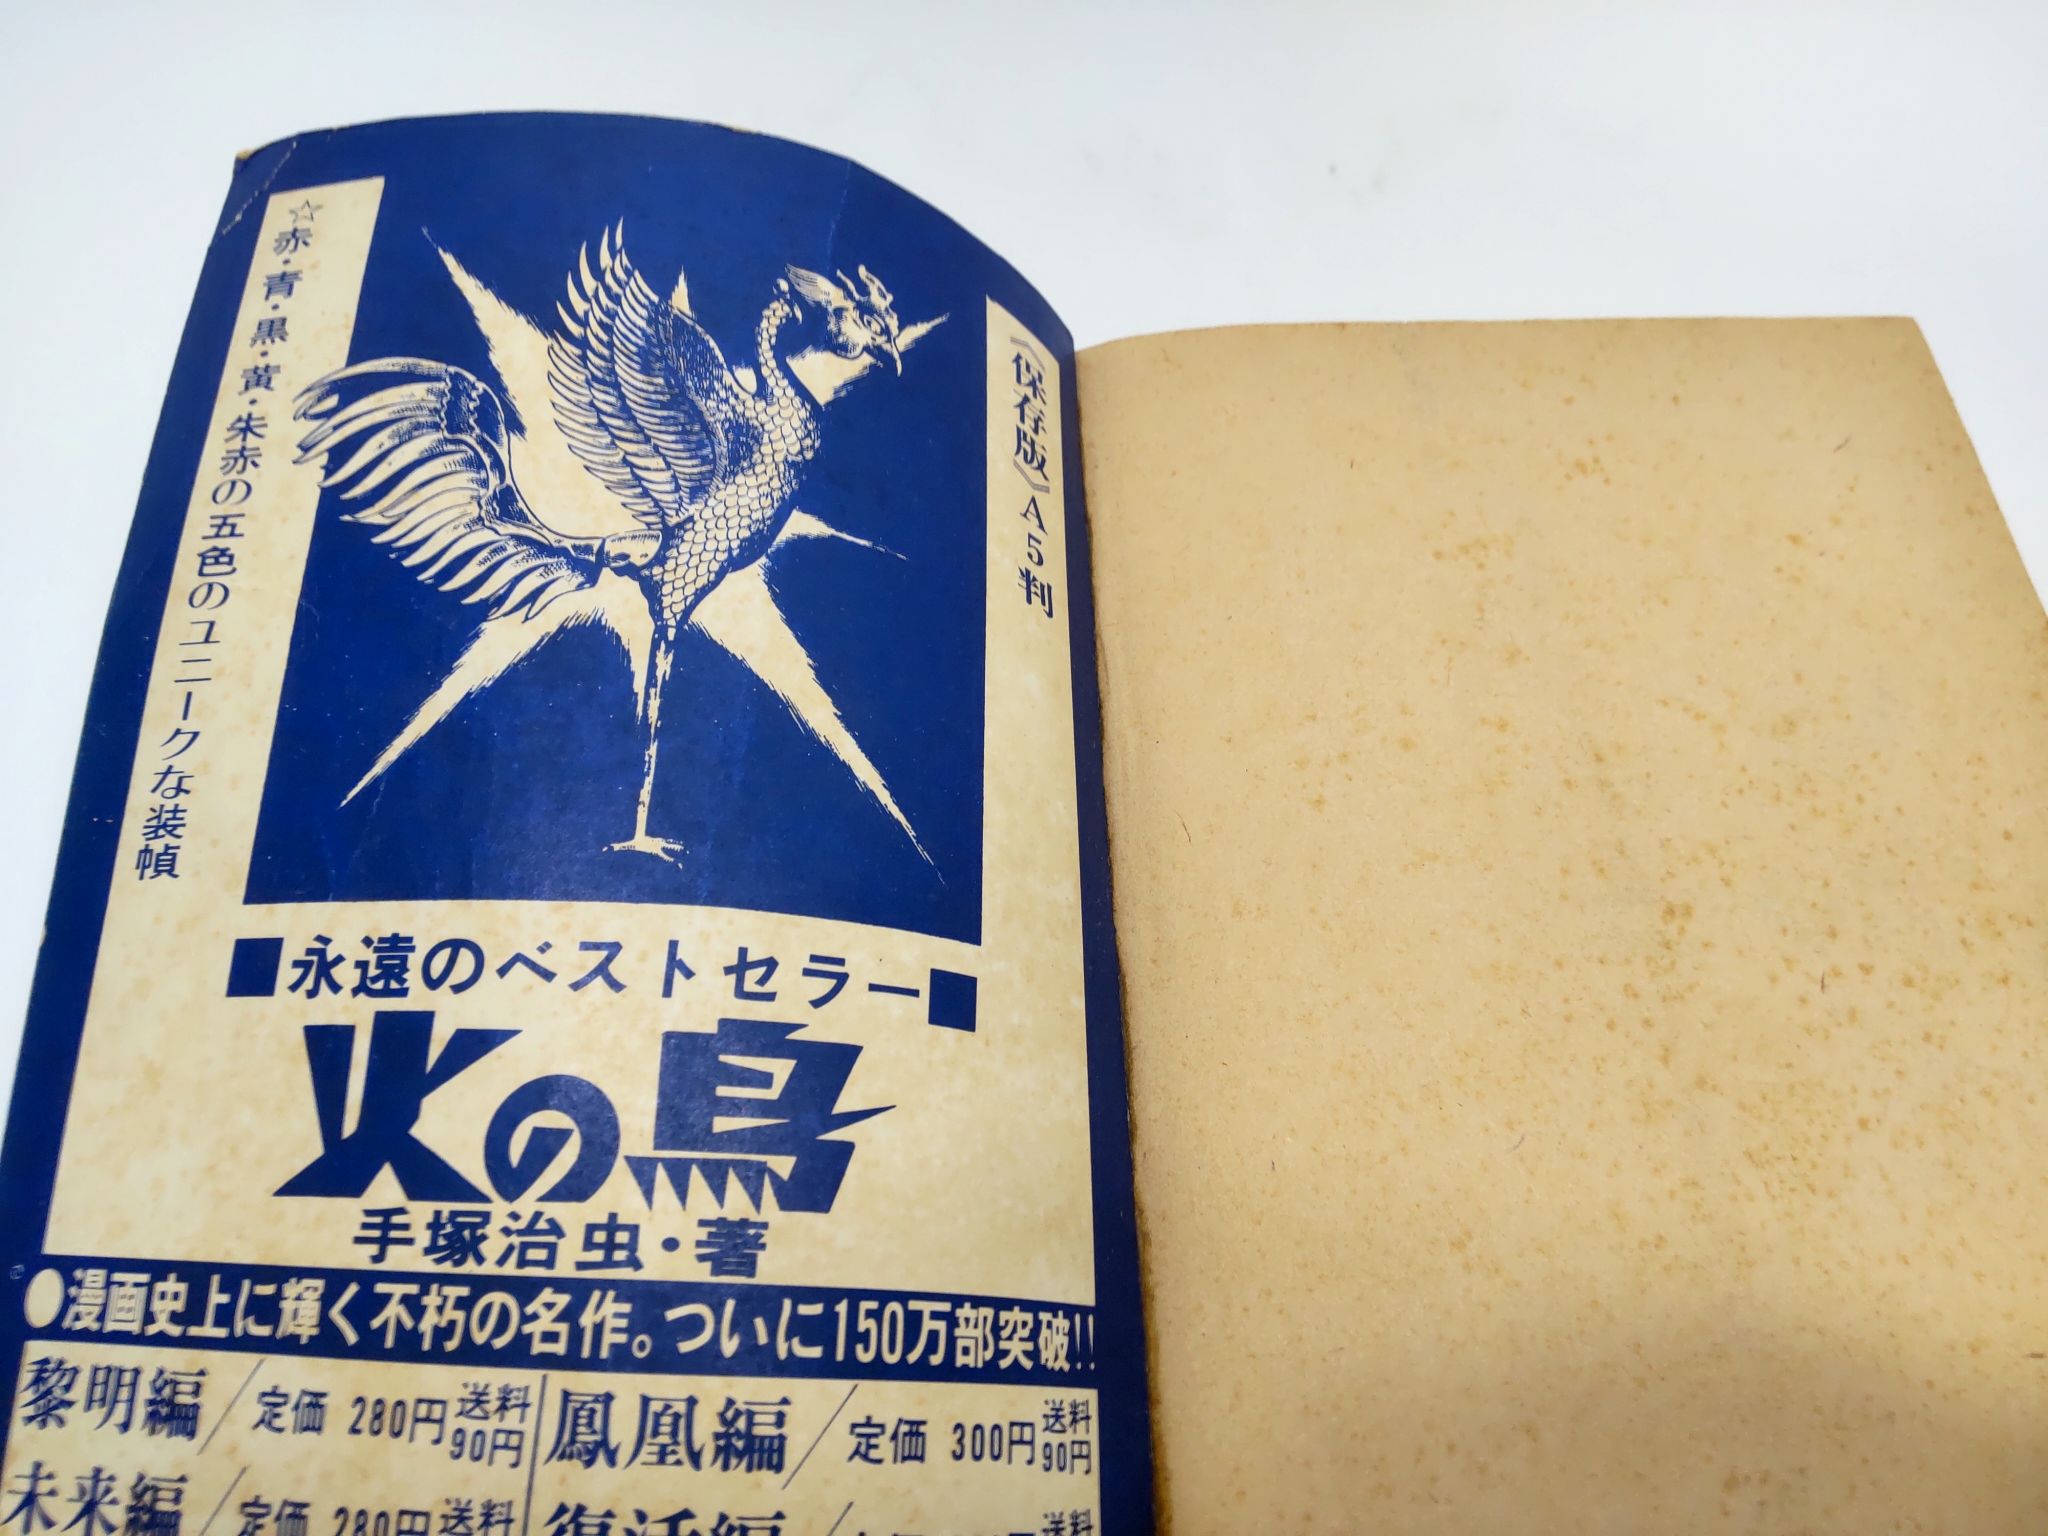 《保存版》A5判
☆赤・青・黒・黄・朱赤の五色のユニークな装幀
■永遠のベストセラー■
火の鳥
手塚治虫・著
●漫画史上に輝く不朽の名作。ついに150万部突破!!
黎明編/定価 280円 送料90円
鳳凰編/定価 300円 送料90円
未来編/定価 280円 送料
復活編